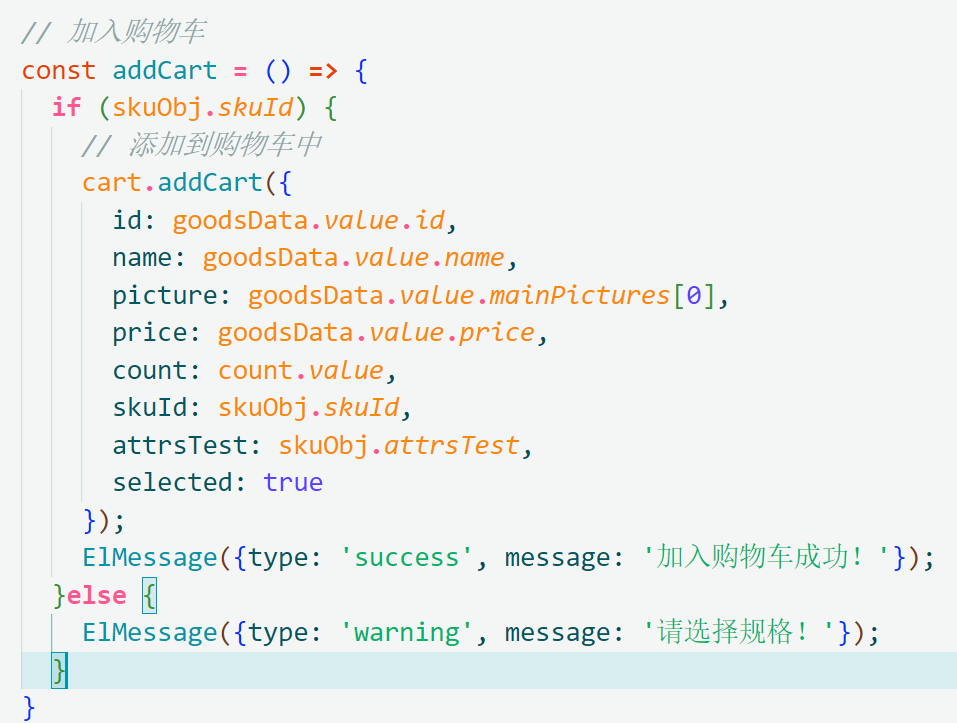 // 加入购物车
const addCart = () => {
  if (skuObj.skuId) {
    // 添加到购物车中
    cart.addCart({
      id: goodsData.value.id,
      name: goodsData.value.name,
      picture: goodsData.value.mainPictures[0],
      price: goodsData.value.price,
      count: count.value,
      skuId: skuObj.skuId,
      attrsTest: skuObj.attrsTest,
      selected: true
    });
    ElMessage({type: 'success', message: '加入购物车成功！'});
  }else {
    ElMessage({type: 'warning', message: '请选择规格！'});
  }
}